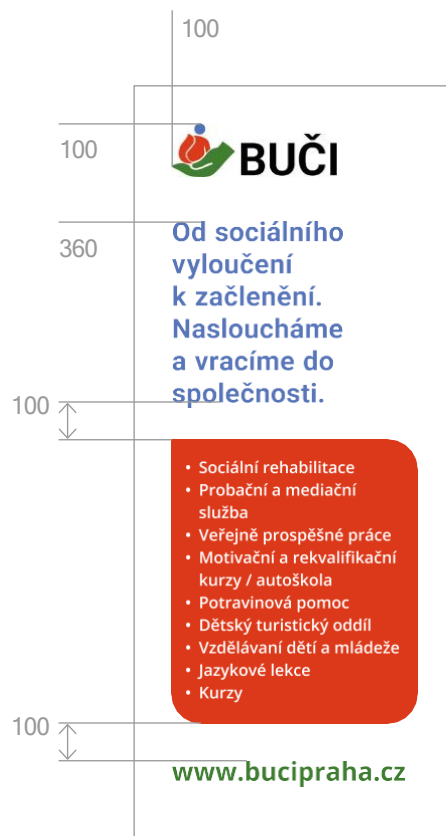 100
100
BUČI
360
Od sociálního
vyloučení
k začlenění.
Nasloucháme
a vracíme do
společnosti.
100
• Sociální rehabilitace
• Probační a mediační
služba
• Veřejně prospěšné práce
• Motivační a rekvalifikační
kurzy / autoškola
• Potravinová pomoc
• Dětský turistický oddíl
• Vzdělávaní dětí a mládeže
• Jazykové lekce
• Kurzy
100
www.bucipraha.cz